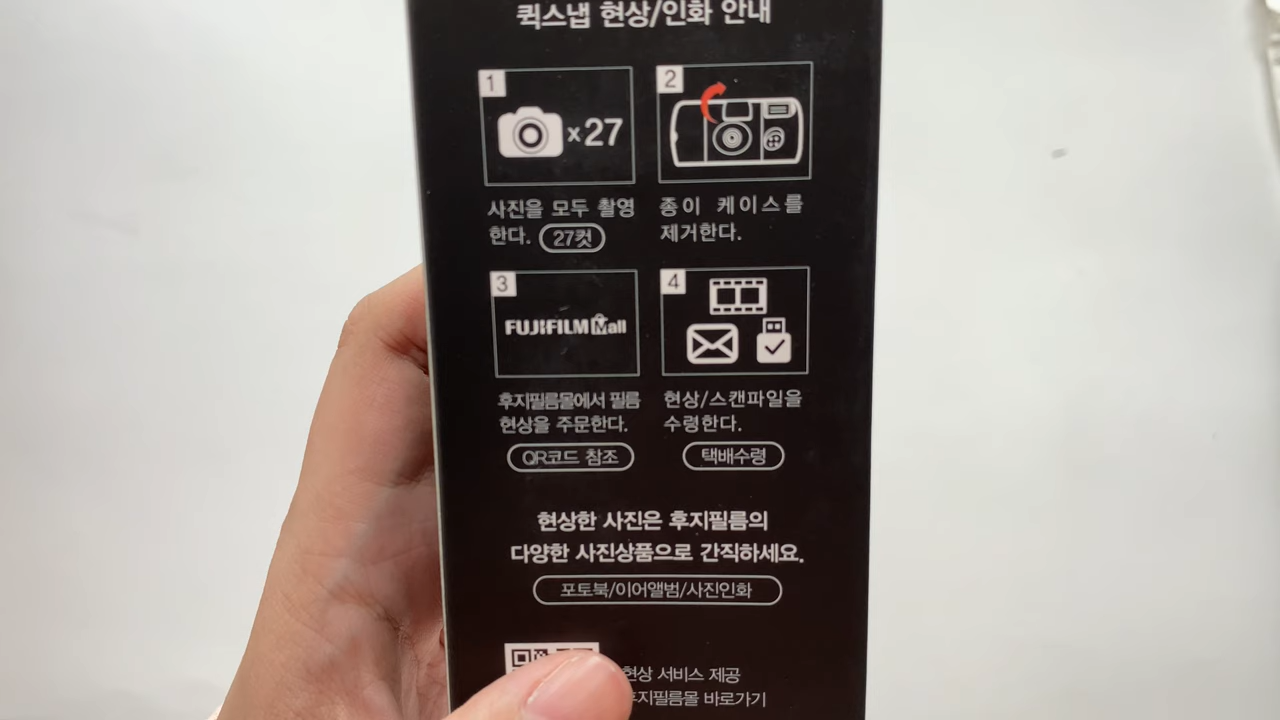 퀵스냅 현상/인화 안내
1
x27
사진을 모두 촬영
한다. 27컷
2
종이 케이스를
제거한다.
3
FUJIFILM Mall
후지필름몰에서 필름
현상을 주문한다.
QR코드 참조
4
현상/스캔파일을
수령한다.
택배수령
현상한 사진은 후지필름의
다양한 사진상품으로 간직하세요.
포토북/이어앨범/사진인화
현상 서비스 제공
바로가기